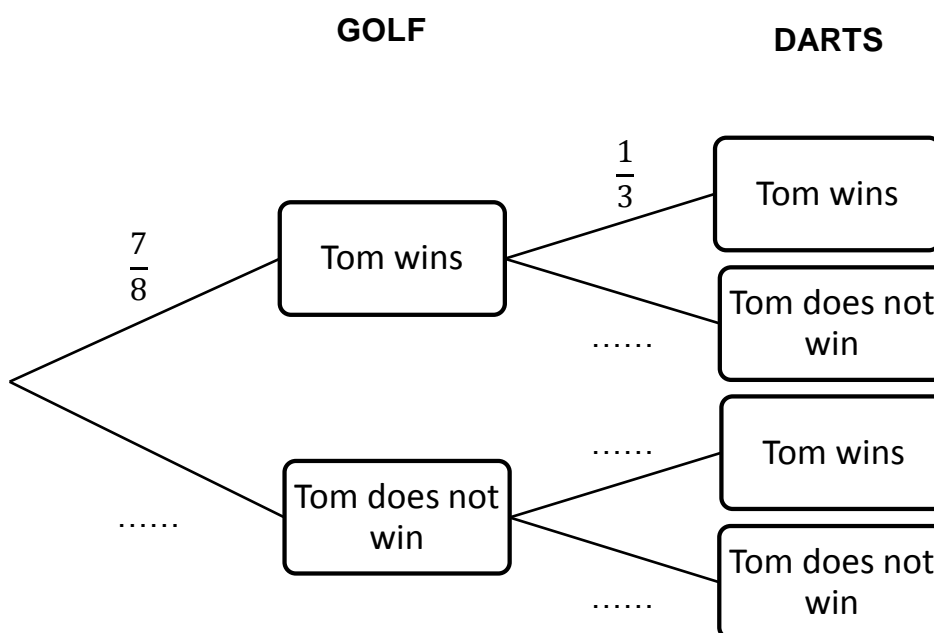 GOLF
DARTS
1
3
Tom wins
7
8
Tom wins
Tom does not
win
......
......
Tom wins
Tom does not
win
......
Tom does not
win
......